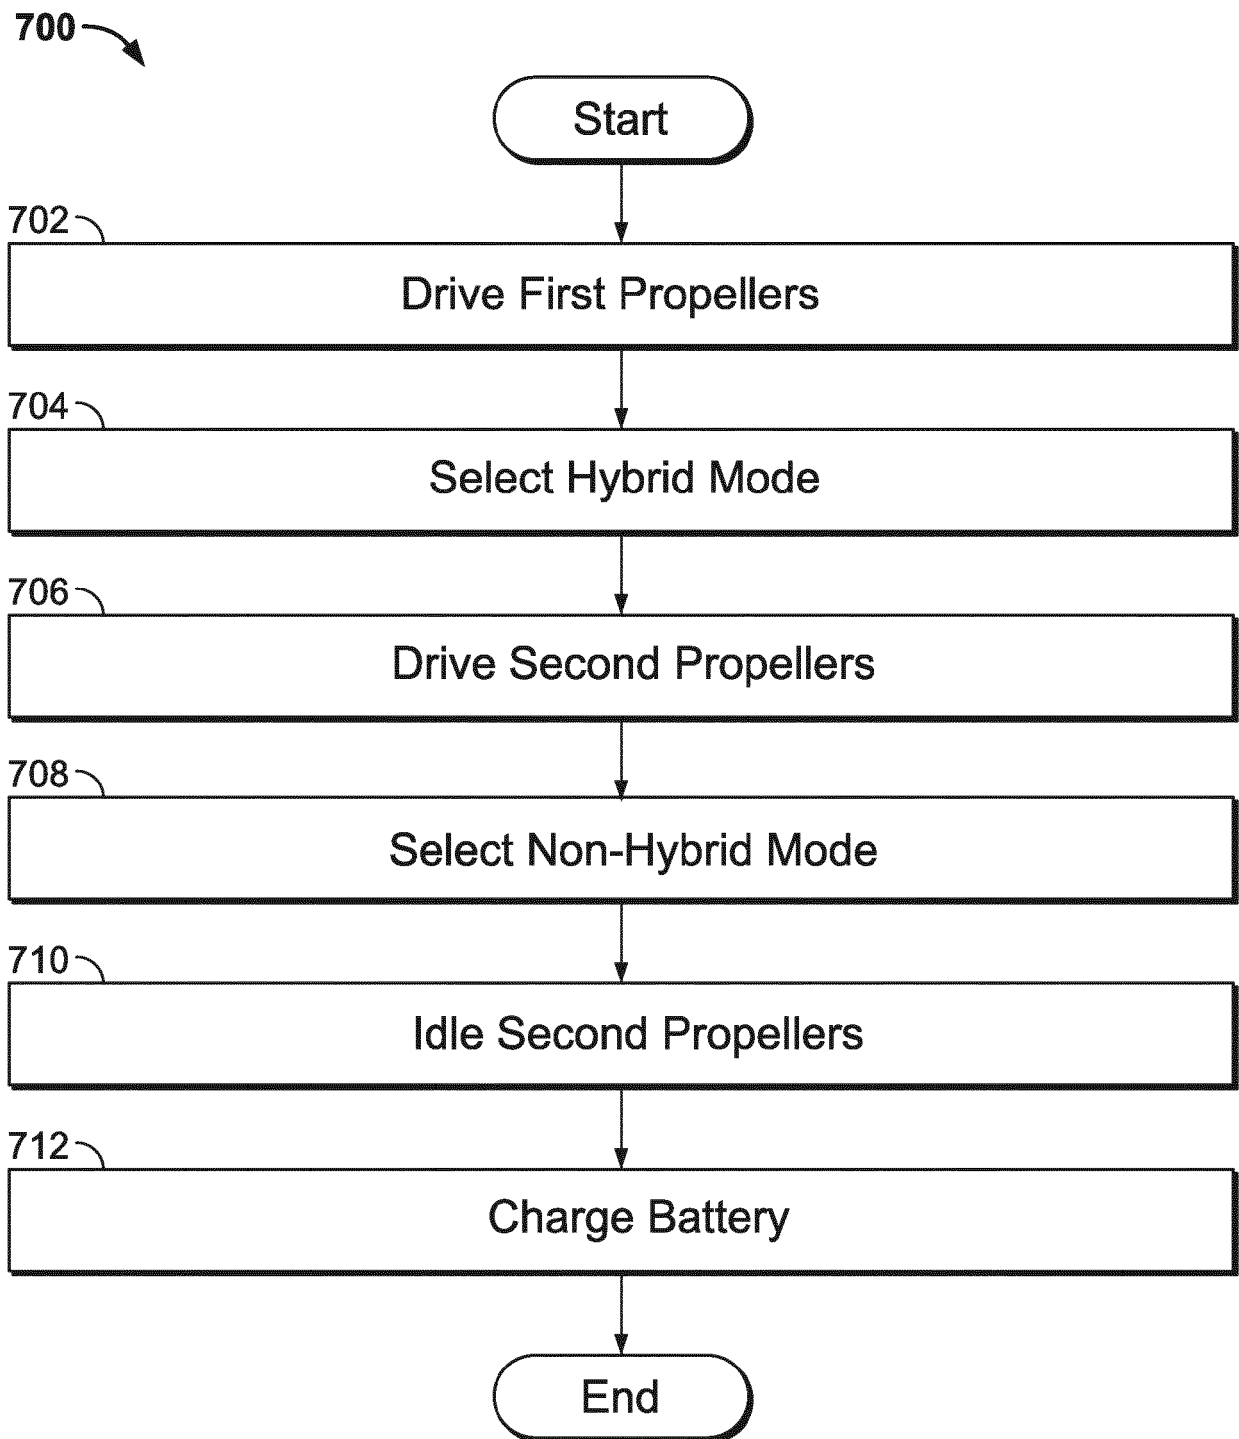 700
Start
702
Drive First Propellers
704
Select Hybrid Mode
706
Drive Second Propellers
708
Select Non-Hybrid Mode
710
Idle Second Propellers
712
Charge Battery
End